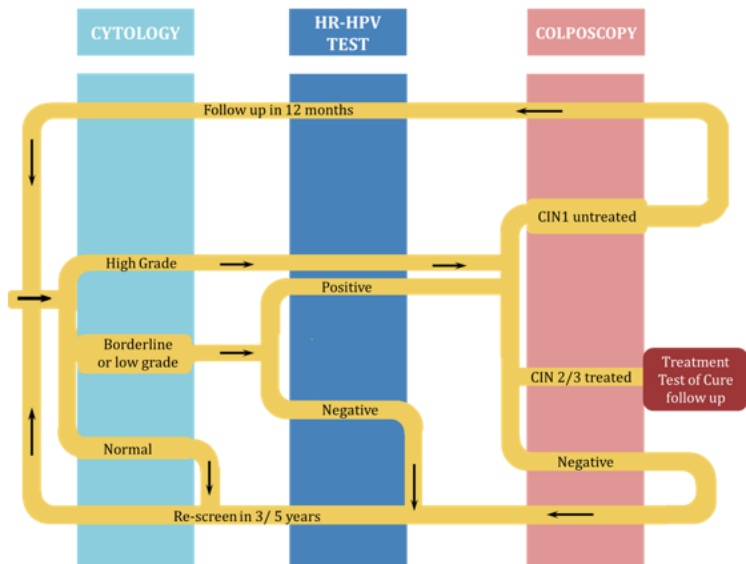 CYTOLOGY
HR-HPV
TEST
COLPOSCOPY
Follow up in 12 months
CIN1 untreated
High Grade
Positive
Borderline
or low grade
CIN 2/3 treated
Treatment
Test of Cure
follow up
Negative
Normal
Negative
Re-screen in 3/ 5 years